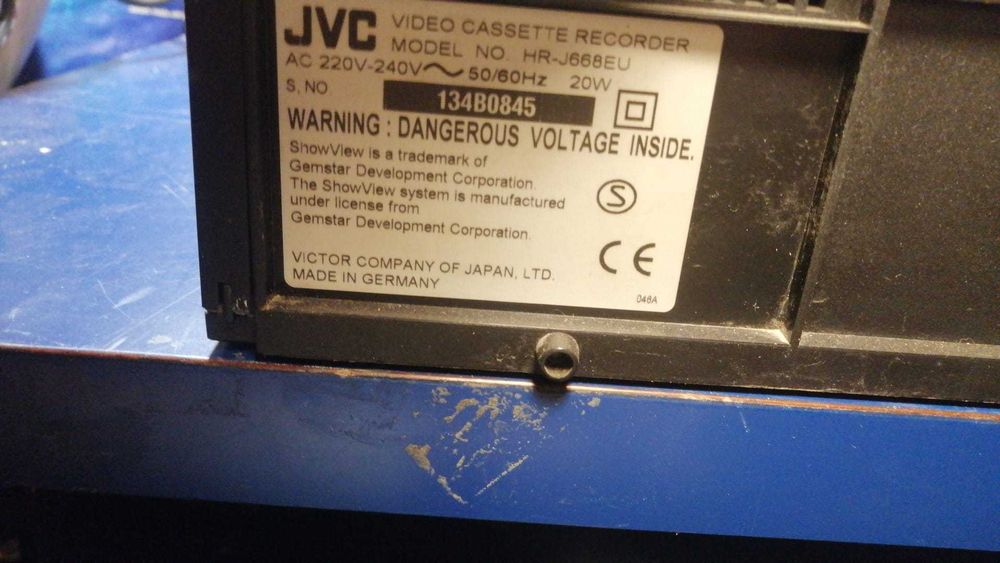 JVC VIDEO CASSETTE RECORDER
MODEL NO. HR-J668EU
AC 220V-240V~ 50/60Hz 20W
S. NO. 134B0845
WARNING : DANGEROUS VOLTAGE INSIDE.
ShowView is a trademark of
Gemstar Development Corporation.
The ShowView system is manufactured
under license from
Gemstar Development Corporation.
S
CE
VICTOR COMPANY OF JAPAN, LTD.
MADE IN GERMANY
046A